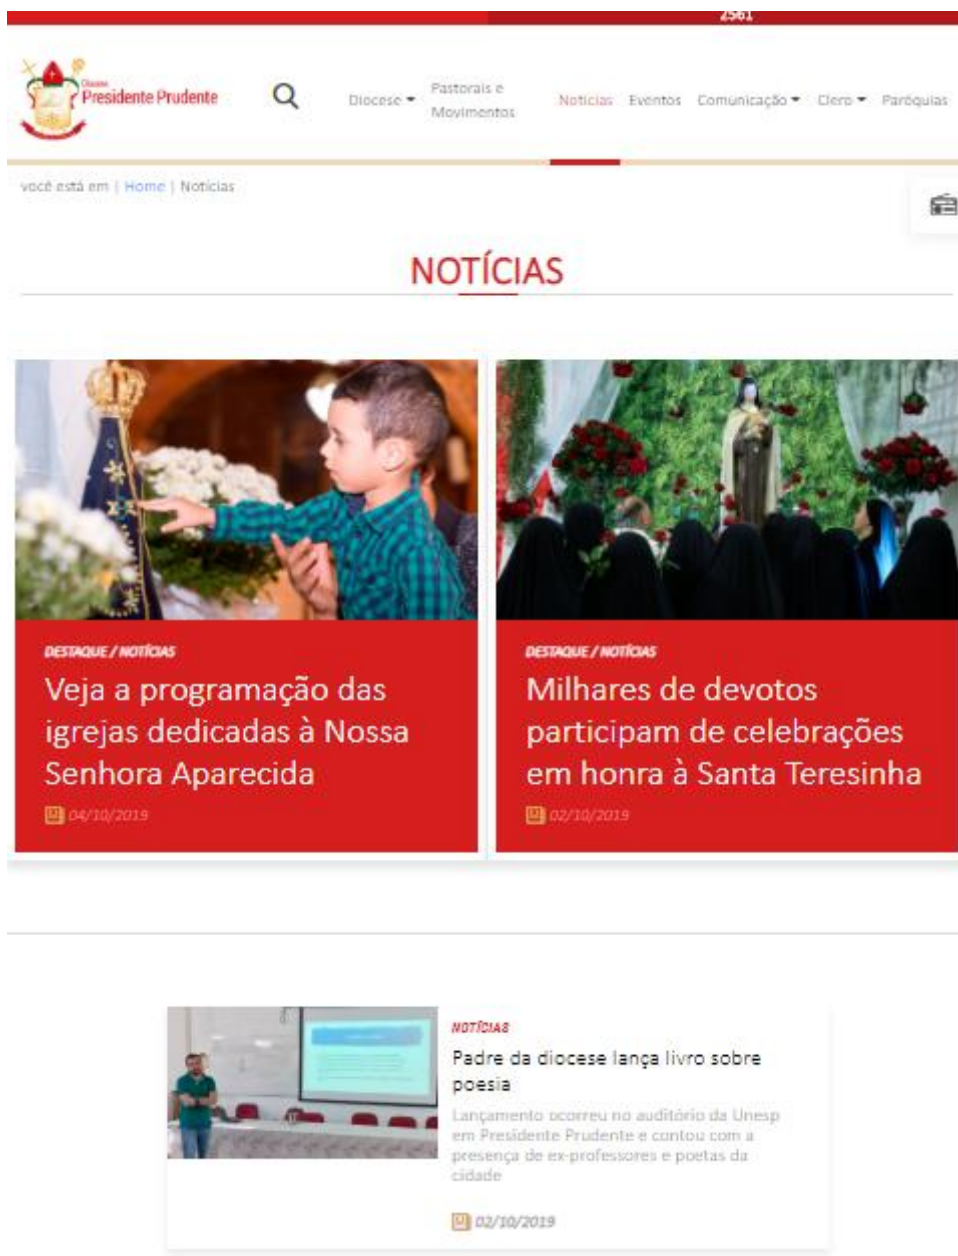 2561
Diocese
Presidente Prudente
Diocese
Pastorais e
Movimentos
Notícias
Eventos
Comunicação
Clero
Paróquias
você está em | Home | Notícias
NOTÍCIAS
DESTAQUE / NOTÍCIAS
Veja a programação das
igrejas dedicadas à Nossa
Senhora Aparecida
04/10/2019
DESTAQUE / NOTÍCIAS
Milhares de devotos
participam de celebrações
em honra à Santa Teresinha
02/10/2019
NOTÍCIAS
Padre da diocese lança livro sobre
poesia
Lançamento ocorreu no auditório da Unesp
em Presidente Prudente e contou com a
presença de ex-professores e poetas da
cidade
02/10/2019